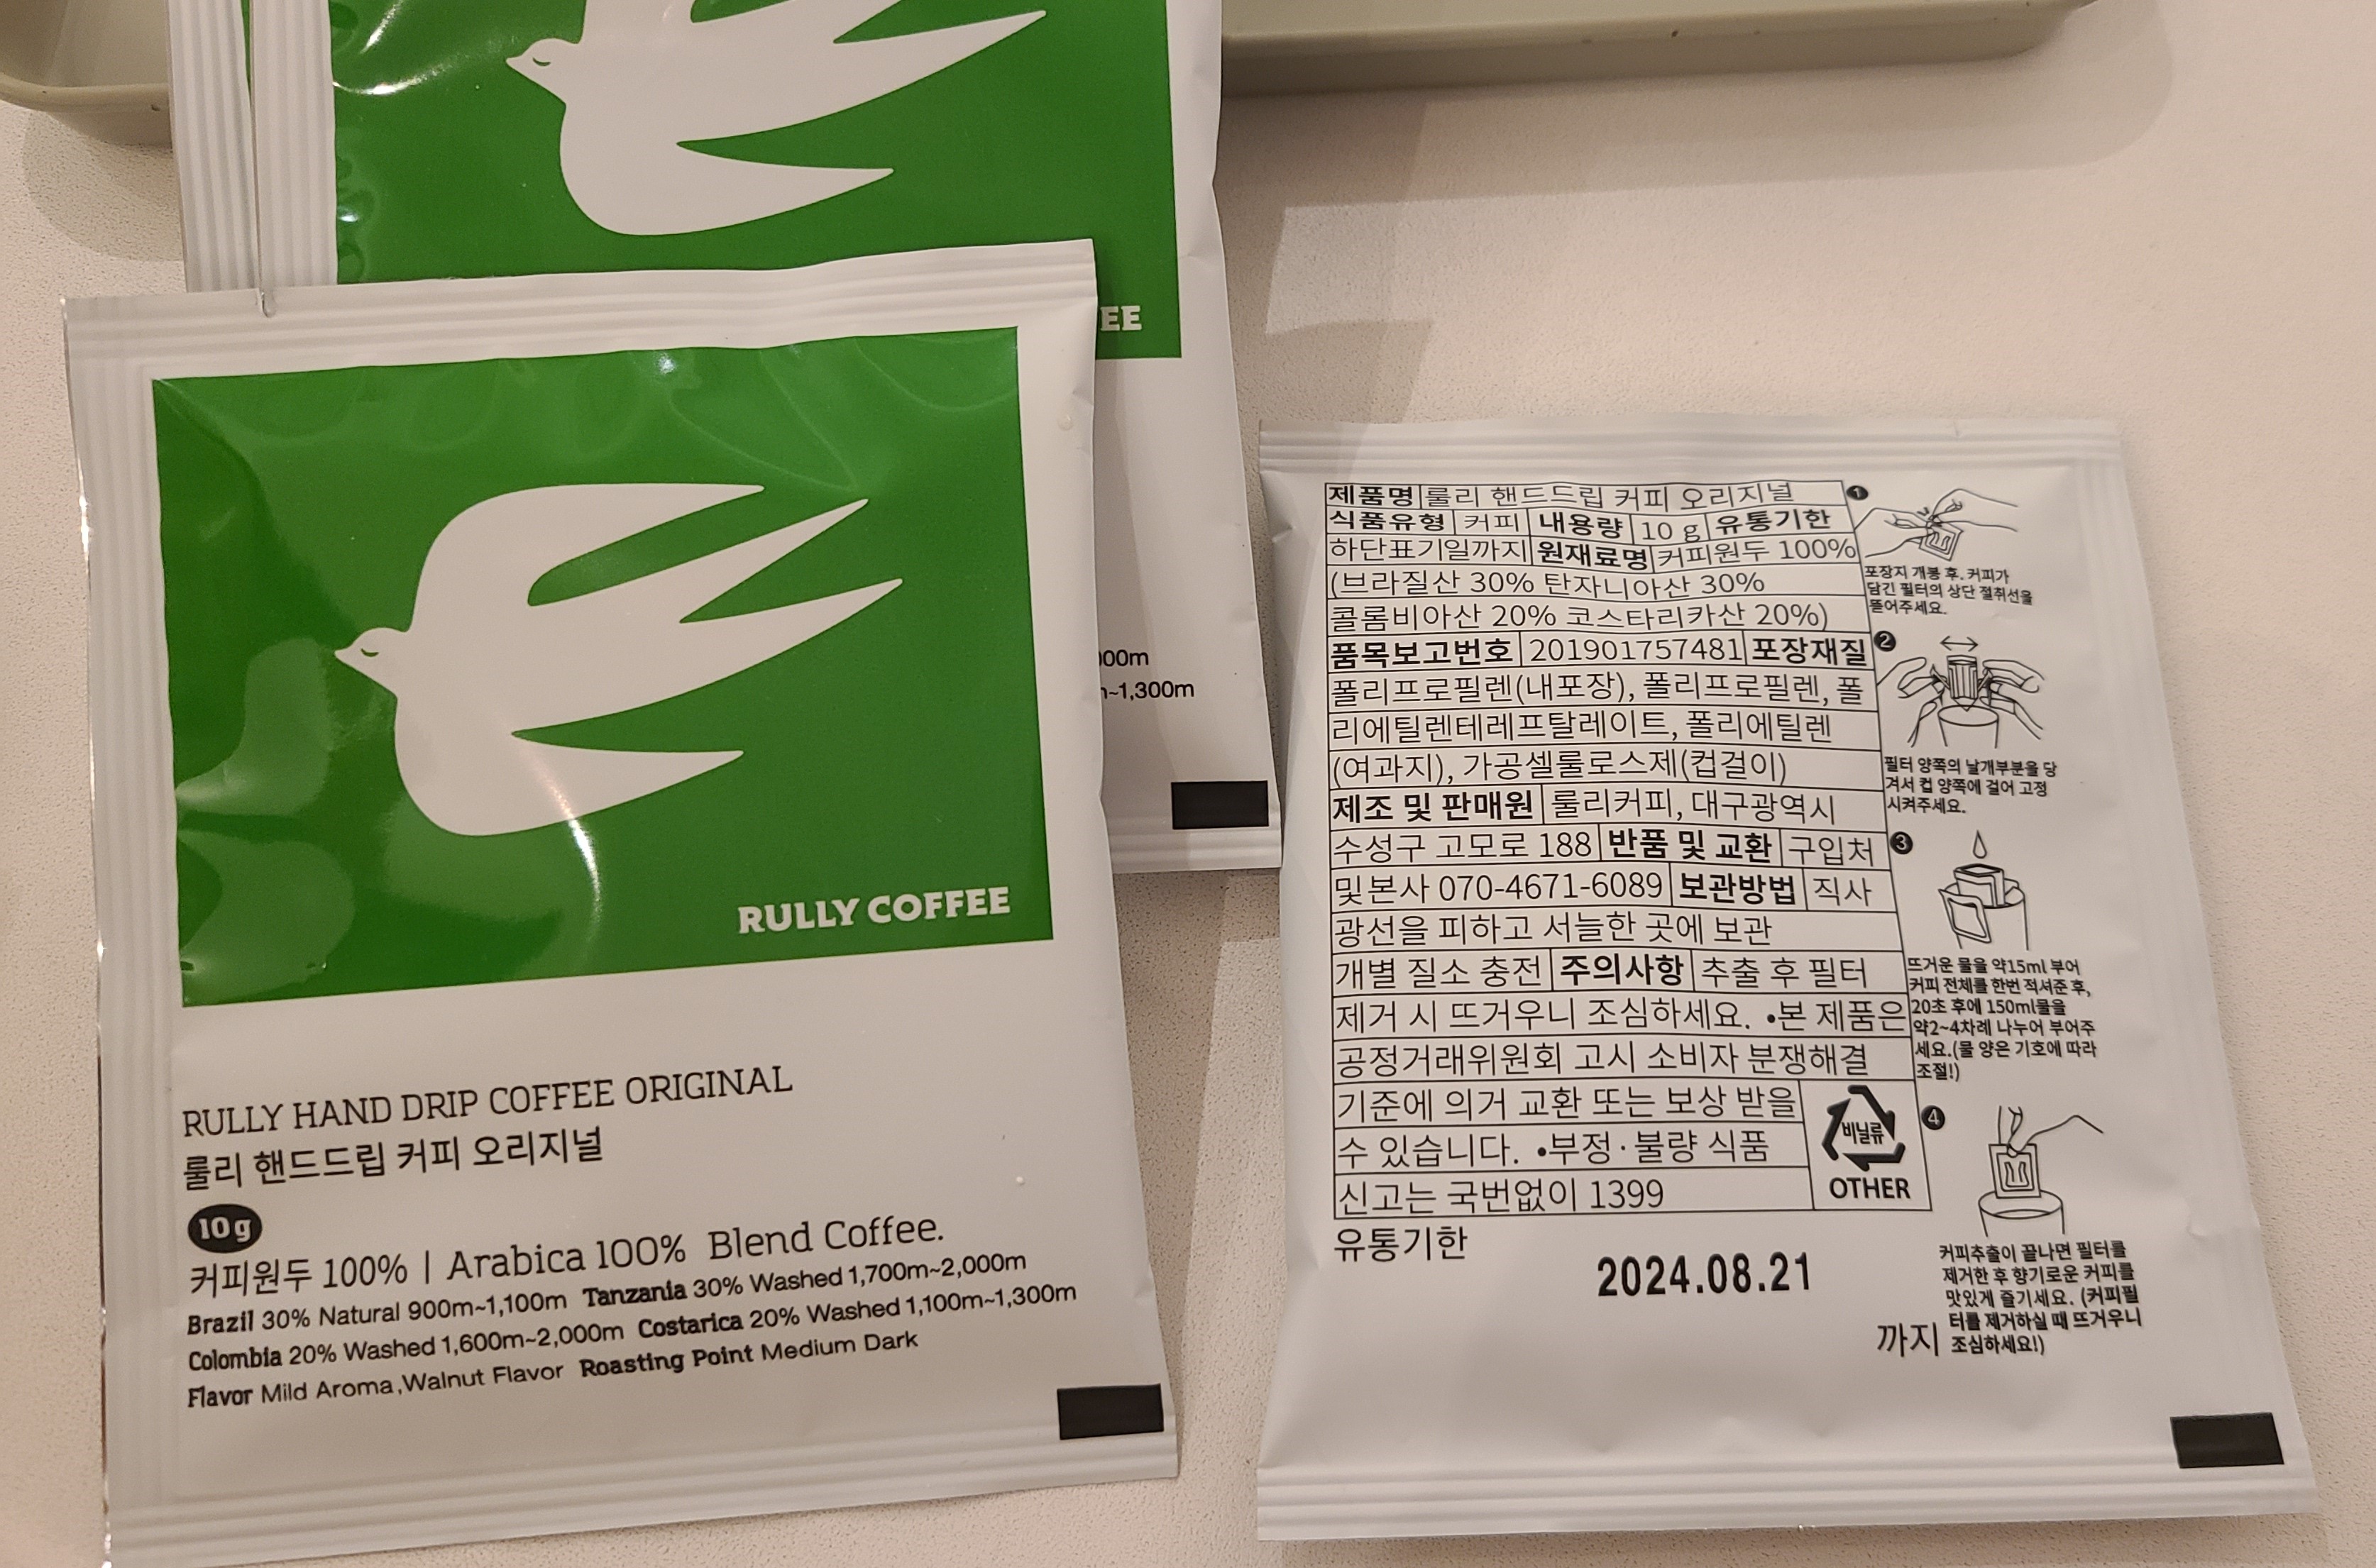 EE
000m
~1,300m
RULLY COFFEE
RULLY HAND DRIP COFFEE ORIGINAL
룰리 핸드드립 커피 오리지널
10g
커피원두 100% | Arabica 100% Blend Coffee.
Brazil 30% Natural 900m~1,100m Tanzania 30% Washed 1,700m~2,000m
Colombia 20% Washed 1,600m~2,000m Costarica 20% Washed 1,100m~1,300m
Flavor Mild Aroma,Walnut Flavor Roasting Point Medium Dark
제품명 룰리 핸드드립 커피 오리지널
식품유형 커피 내용량 10 g 유통기한
하단표기일까지 원재료명 커피원두 100%
(브라질산 30% 탄자니아산 30%
콜롬비아산 20% 코스타리카산 20%)
품목보고번호 201901757481 포장재질
폴리프로필렌(내포장), 폴리프로필렌, 폴
리에틸렌테레프탈레이트, 폴리에틸렌
(여과지), 가공셀룰로스제(컵걸이)
제조 및 판매원 룰리커피, 대구광역시
수성구 고모로 188 반품 및 교환 구입처
및본사 070-4671-6089 보관방법 직사
광선을 피하고 서늘한 곳에 보관
개별 질소 충전 주의사항 추출 후 필터
제거 시 뜨거우니 조심하세요. •본 제품은
공정거래위원회 고시 소비자 분쟁해결
기준에 의거 교환 또는 보상 받을
수 있습니다. •부정·불량 식품
신고는 국번없이 1399
비닐류
OTHER
유통기한
2024.08.21
까지
1
포장지 개봉 후. 커피가
담긴 필터의 상단 절취선을
뜯어주세요.
2
필터 양쪽의 날개부분을 당
겨서 컵 양쪽에 걸어 고정
시켜주세요.
3
뜨거운 물을 약15ml 부어
커피 전체를 한번 적셔준 후,
20초 후에 150ml물을
약2~4차례 나누어 부어주
세요.(물 양은 기호에 따라
조절!)
4
커피추출이 끝나면 필터를
제거한 후 향기로운 커피를
맛있게 즐기세요. (커피필
터를 제거하실 때 뜨거우니
조심하세요!)